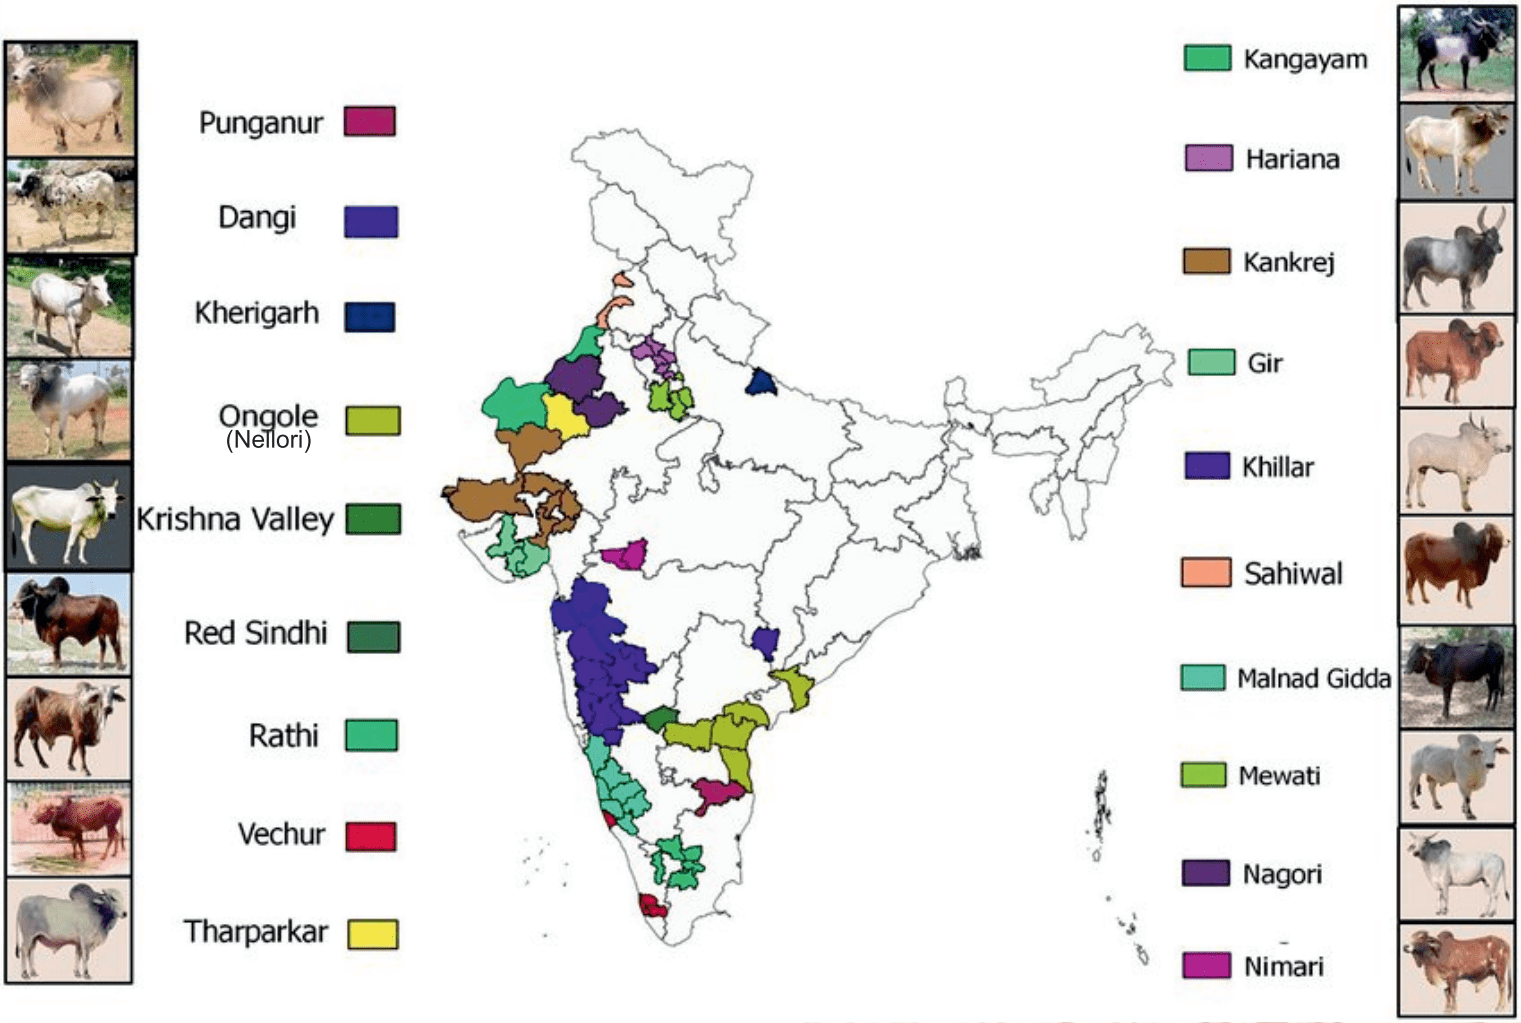 Punganur
Dangi
Kherigarh
Ongole
(Nellori)
Krishna Valley
Red Sindhi
Rathi
Vechur
Tharparkar
Kangayam
Hariana
Kankrej
Gir
Khillar
Sahiwal
Malnad Gidda
Mewati
Nagori
Nimari